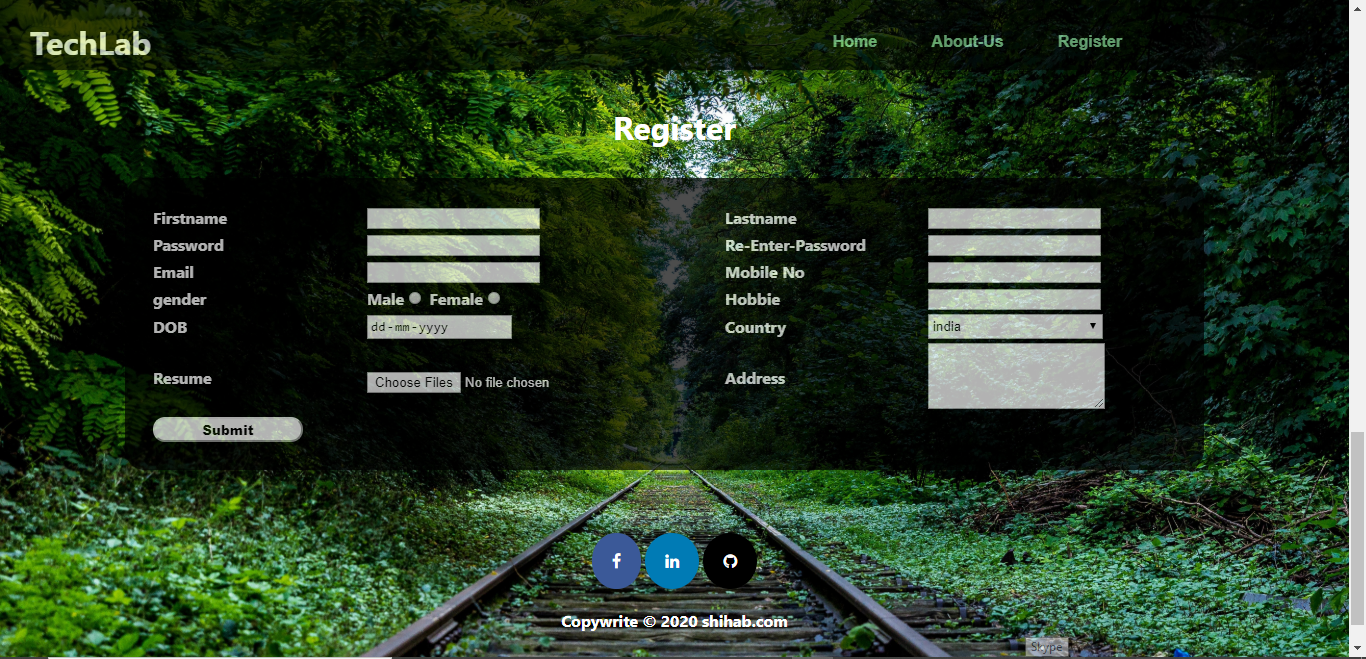 TechLab Home About-Us Register
Register
Firstname Lastname
Password Re-Enter-Password
Email Mobile No
gender Male Female Hobbie
DOB dd-mm-yyyy Country india
Resume Choose Files No file chosen Address
Submit
f in
Copywrite © 2020 shihab.com
Skype